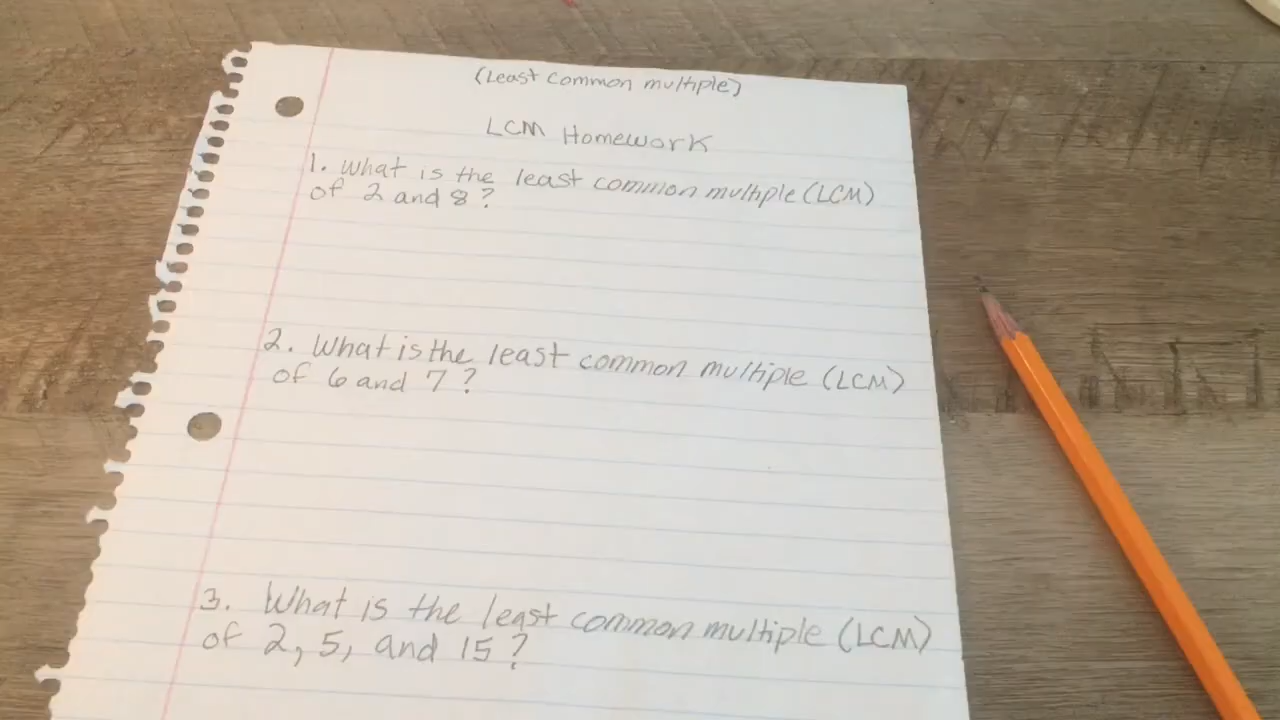 (Least common multiple)
LCM Homework
1. What is the least common multiple (LCM)
of 2 and 8?
2. What is the least common multiple (LCM)
of 6 and 7?
3. What is the least common multiple (LCM)
of 2, 5, and 15?